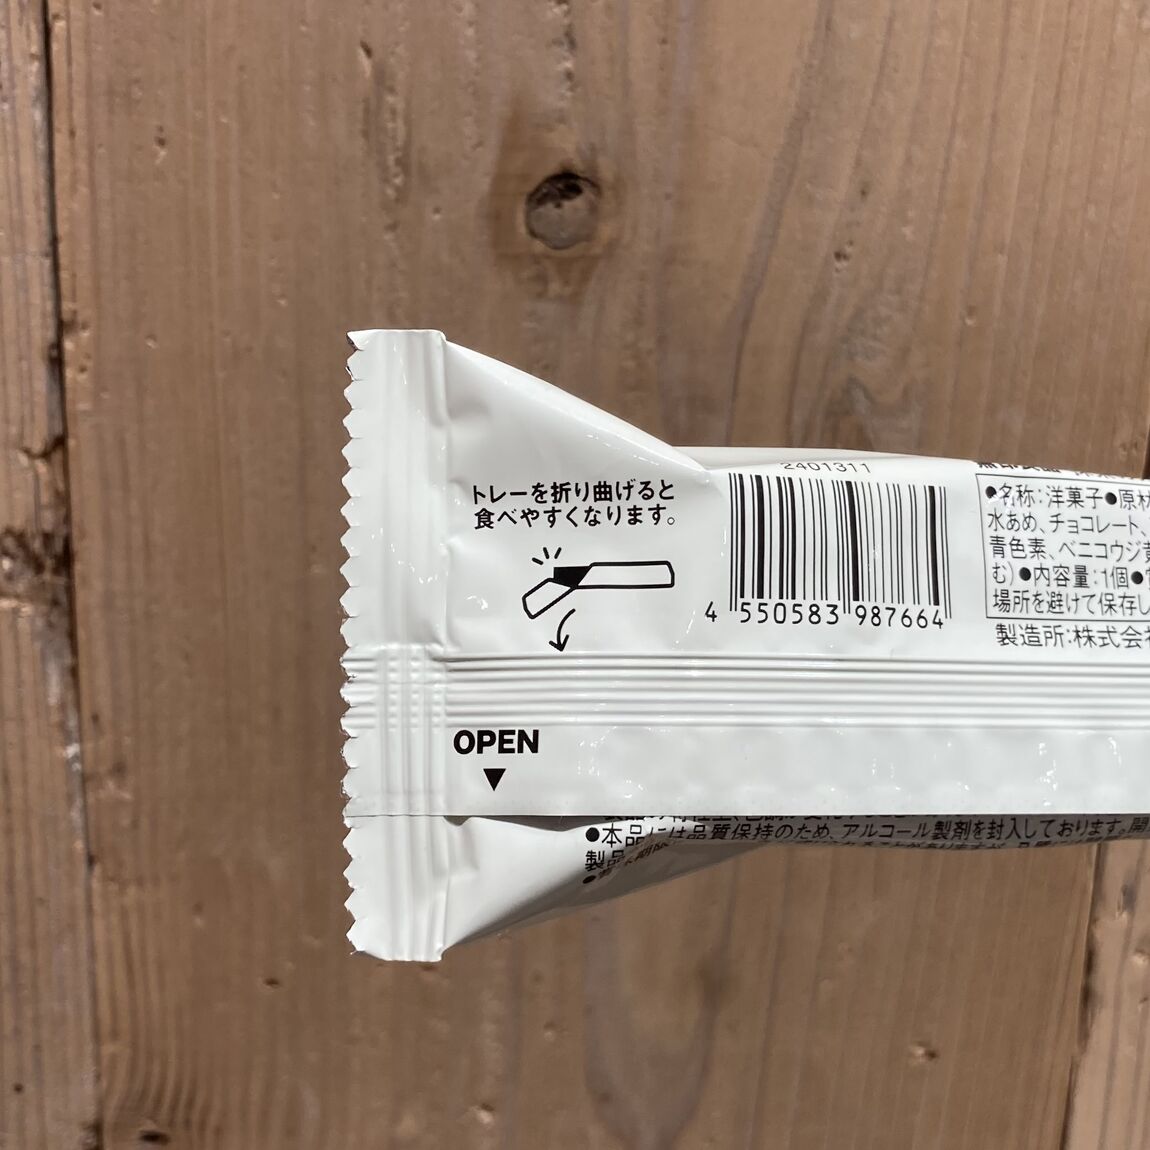 トレーを折り曲げると
食べやすくなります。
2401311
4 550583 987664
●名称:洋菓子●原材
水あめ、チョコレート、
青色素、ベニコウジ
む)●内容量:1個●
場所を避けて保存し
製造所:株式会
OPEN
●本品には品質保持のため、アルコール製剤を封入しております。開
製品